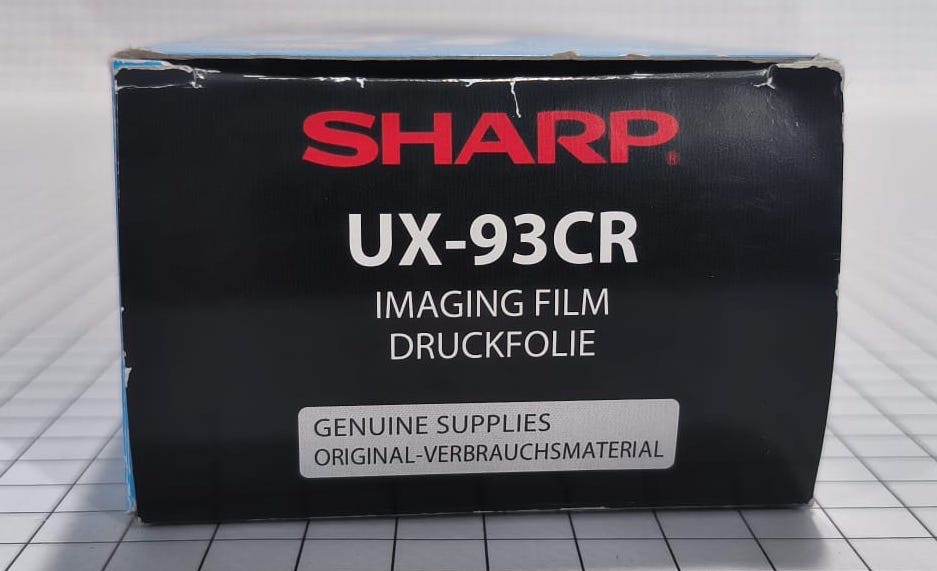 SHARP®
UX-93CR
IMAGING FILM
DRUCKFOLIE
GENUINE SUPPLIES
ORIGINAL-VERBRAUCHSMATERIAL